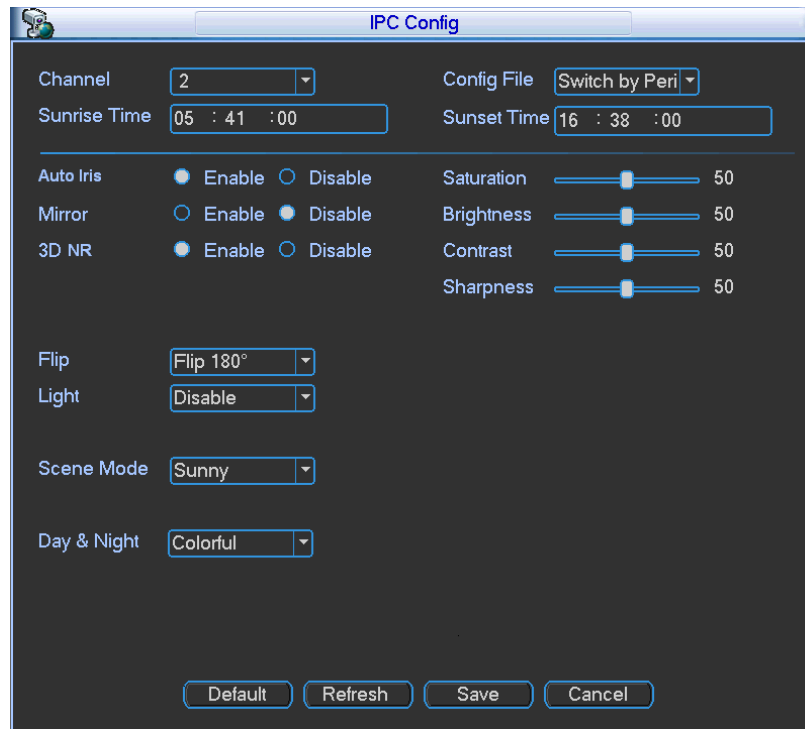 IPC Config
Channel 2 Config File Switch by Peri
Sunrise Time 05 : 41 :00 Sunset Time 16 : 38 :00
Auto Iris Enable Disable Saturation 50
Mirror Enable Disable Brightness 50
3D NR Enable Disable Contrast 50
Sharpness 50
Flip Flip 180°
Light Disable
Scene Mode Sunny
Day & Night Colorful
Default Refresh Save Cancel